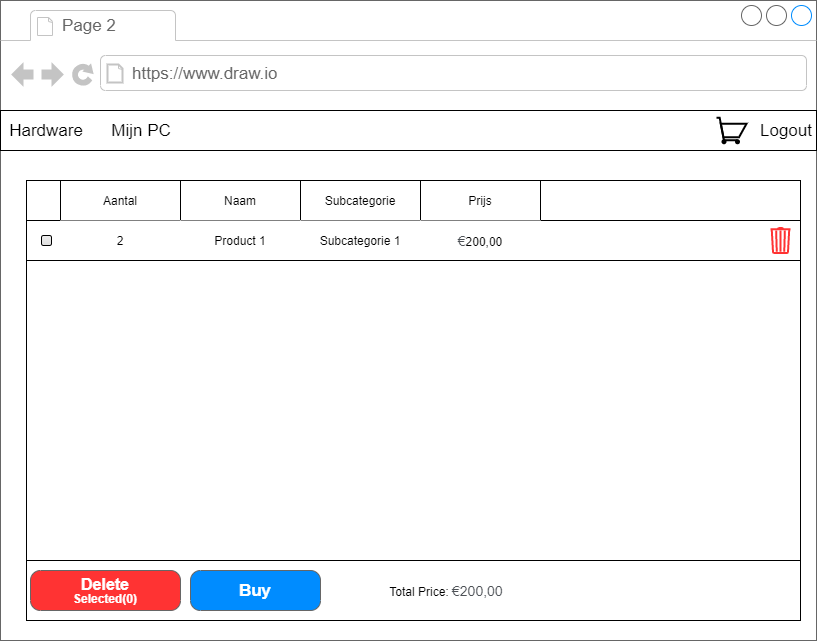 Page 2
https://www.draw.io
Hardware Mijn PC Logout
Aantal Naam Subcategorie Prijs
2 Product 1 Subcategorie 1 €200,00
Delete
Selected(0)
Buy
Total Price: €200,00